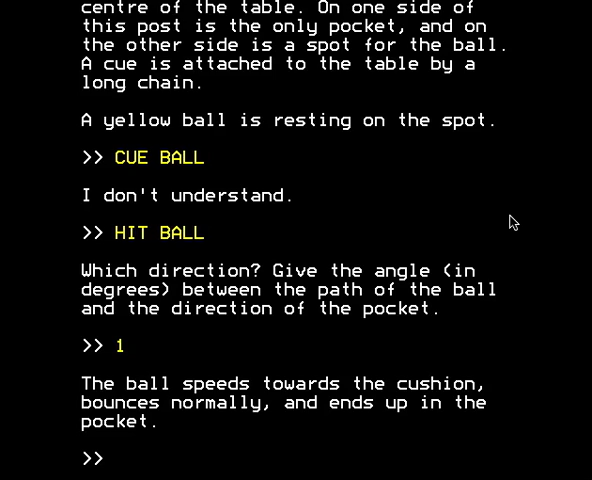 centre of the table. On one side of
this post is the only pocket, and on
the other side is a spot for the ball.
A cue is attached to the table by a
long chain.
A yellow ball is resting on the spot.
>> CUE BALL
I don't understand.
>> HIT BALL
Which direction? Give the angle (in
degrees) between the path of the ball
and the direction of the pocket.
>> 1
The ball speeds towards the cushion,
bounces normally, and ends up in the
pocket.
>>